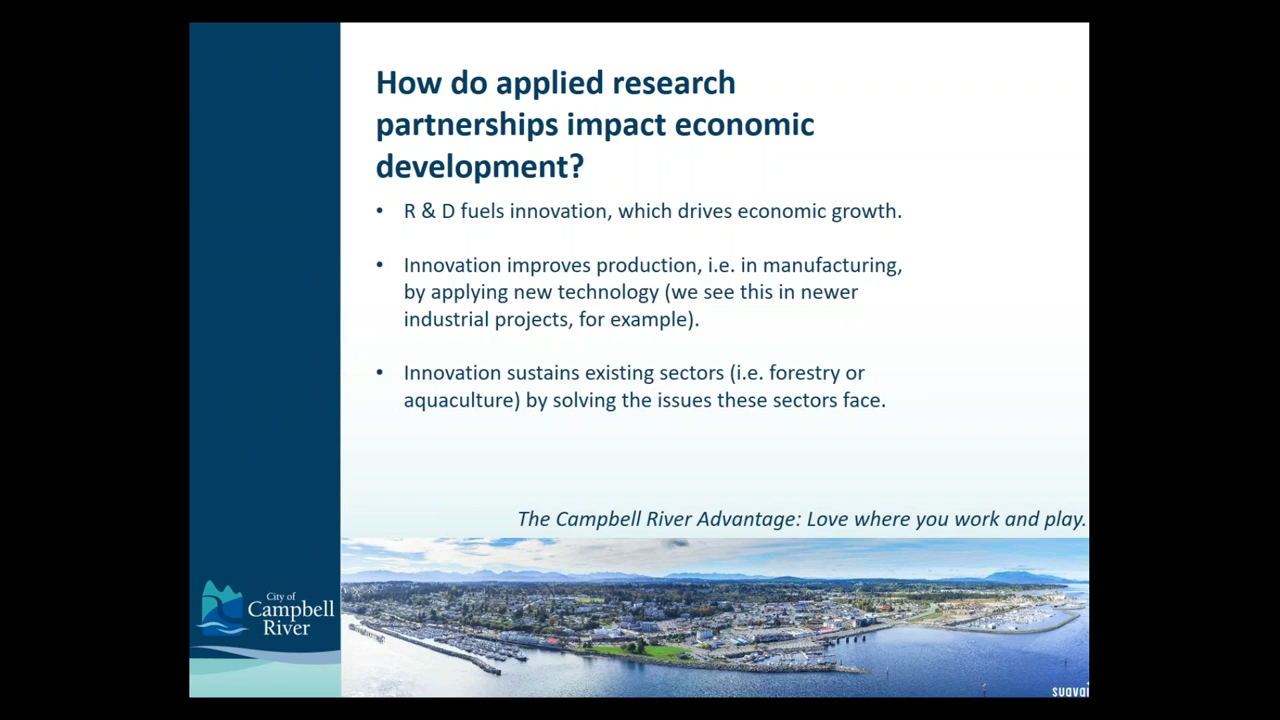 How do applied research
partnerships impact economic
development?
• R & D fuels innovation, which drives economic growth.
• Innovation improves production, i.e. in manufacturing,
by applying new technology (we see this in newer
industrial projects, for example).
• Innovation sustains existing sectors (i.e. forestry or
aquaculture) by solving the issues these sectors face.
The Campbell River Advantage: Love where you work and play.
City of
Campbell
River